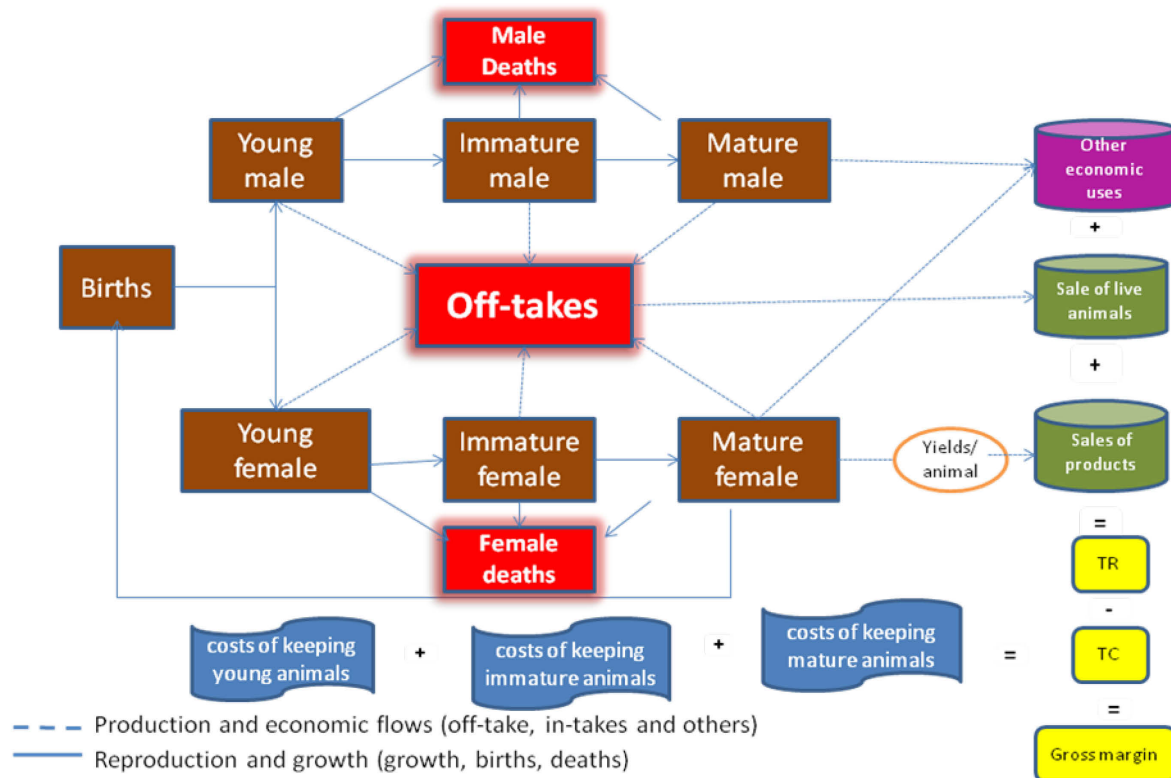 Male
Deaths
Young
male
Immature
male
Mature
male
Other
economic
uses
+
Births
Off-takes
Sale of live
animals
+
Young
female
Immature
female
Mature
female
Yields/
animal
Sales of
products
=
Female
deaths
TR
-
costs of keeping
young animals
+
costs of keeping
immature animals
+
costs of keeping
mature animals
=
TC
=
Production and economic flows (off-take, in-takes and others)
Reproduction and growth (growth, births, deaths)
Gross margin